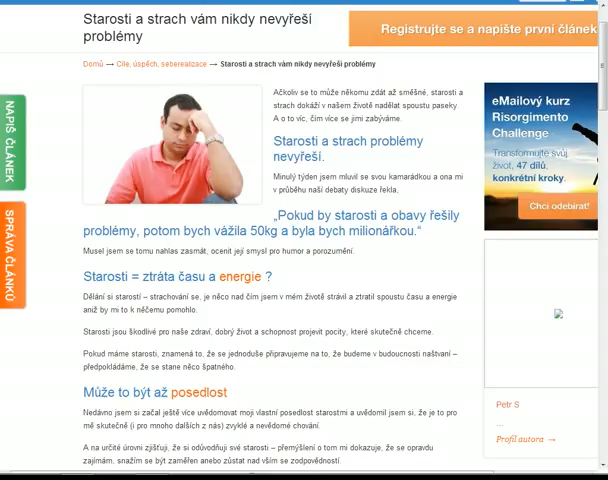 Starosti a strach vám nikdy nevyřeší
problémy
Registrujte se a napište první článek
Domů → Cíle, úspěch, seberealizace → Starosti a strach vám nikdy nevyřeší problémy
NAPIŠ ČLÁNEK
SPRÁVA ČLÁNKŮ
Ačkoliv se to může někomu zdát až směšné, starosti a
strach dokáží v našem životě nadělat spoustu paseky.
A o to víc, čím více se jimi zabýváme.
Starosti a strach problémy
nevyřeší.
Minulý týden jsem mluvil se svou kamarádkou a ona mi
v průběhu naší debaty diskuze řekla,
„Pokud by starosti a obavy řešily
problémy, potom bych vážila 50kg a byla bych milionářkou.“
Musel jsem se tomu nahlas zasmát, ocenit její smysl pro humor a porozumění.
Starosti = ztráta času a energie ?
Dělání si starostí – strachování se, je něco nad čím jsem v mém životě strávil a ztratil spoustu času a energie
aniž by mi to k něčemu pomohlo.
Starosti jsou škodlivé pro naše zdraví, dobrý život a schopnost projevit pocity, které skutečně chceme.
Pokud máme starosti, znamená to, že se jednoduše připravujeme na to, že budeme v budoucnosti naštvaní –
předpokládáme, že se stane něco špatného.
Může to být až posedlost
Nedávno jsem si začal ještě více uvědomovat moji vlastní posedlost starostmi a uvědomil jsem si, že je to pro
mě skutečně (i pro mnoho dalších z nás) zvyklé a nevědomé chování.
A na určité úrovni zjišťuji, že si odůvodňuji své starosti – přemýšlení o tom mi dokazuje, že se opravdu
zajímám, snažím se být zaměřen anebo zůstat nad vším se zodpovědností.
eMailový kurz
Risorgimento
Challenge
Transformujte svůj
život, 47 dílů,
konkrétní kroky.
Chci odebírat!
Petr S
...
Profil autora →